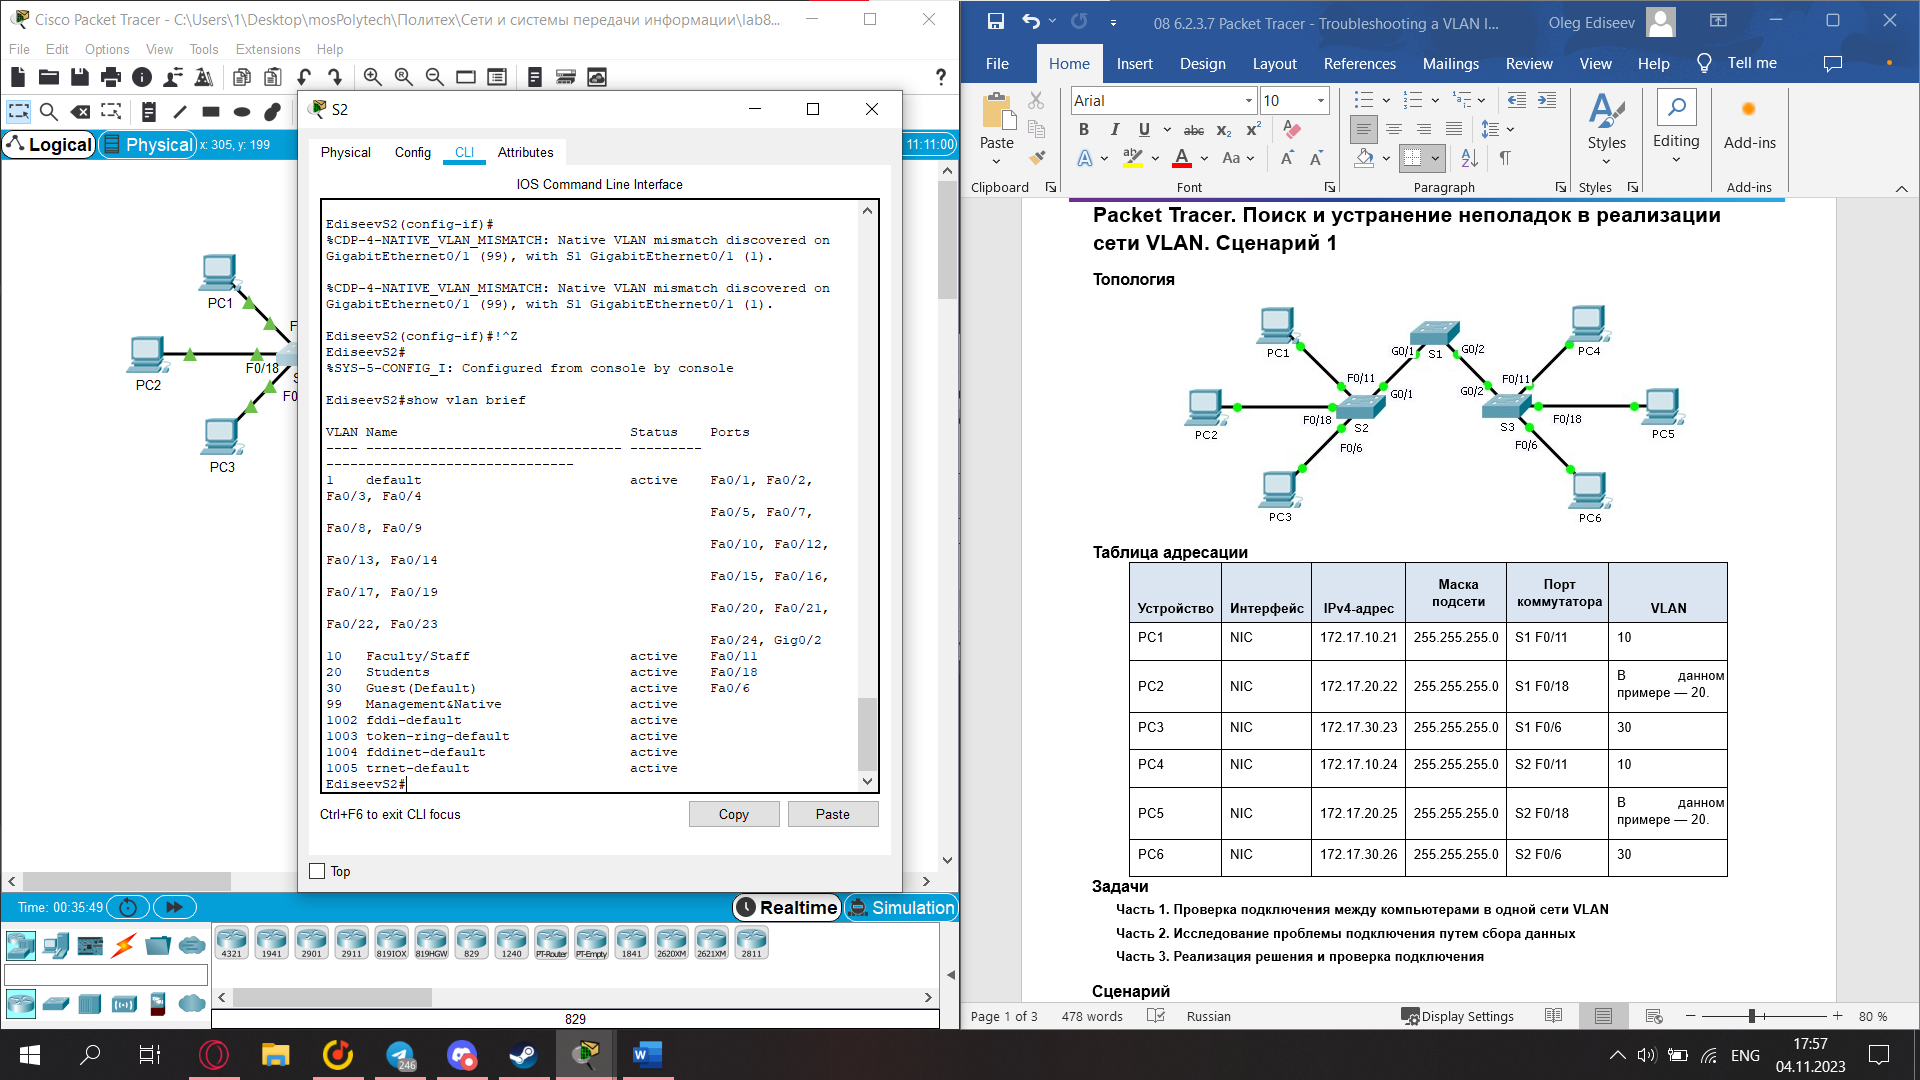 Cisco Packet Tracer - C:\Users\1\Desktop\mosPolytech\Политех\Сети и системы передачи информации\lab8...
File Edit Options View Tools Extensions Help
Logical
Physical
x: 305, y: 199
11:11:00
PC1
PC2
F0/18
PC3
S2
Physical Config CLI Attributes
IOS Command Line Interface
EdiseevS2(config-if)#
%CDP-4-NATIVE_VLAN_MISMATCH: Native VLAN mismatch discovered on
GigabitEthernet0/1 (99), with S1 GigabitEthernet0/1 (1).
%CDP-4-NATIVE_VLAN_MISMATCH: Native VLAN mismatch discovered on
GigabitEthernet0/1 (99), with S1 GigabitEthernet0/1 (1).
EdiseevS2(config-if)#!^Z
EdiseevS2#
%SYS-5-CONFIG_I: Configured from console by console
EdiseevS2#show vlan brief
VLAN Name Status Ports
---- -------------------------------- --------- 
-------------------------------
1 default active Fa0/1, Fa0/2,
Fa0/3, Fa0/4
Fa0/5, Fa0/7,
Fa0/8, Fa0/9
Fa0/10, Fa0/12,
Fa0/13, Fa0/14
Fa0/15, Fa0/16,
Fa0/17, Fa0/19
Fa0/20, Fa0/21,
Fa0/22, Fa0/23
Fa0/24, Gig0/2
10 Faculty/Staff active Fa0/11
20 Students active Fa0/18
30 Guest(Default) active Fa0/6
99 Management&Native active
1002 fddi-default active
1003 token-ring-default active
1004 fddinet-default active
1005 trnet-default active
EdiseevS2#
Ctrl+F6 to exit CLI focus
Copy
Paste
Top
Time: 00:35:49
Realtime
Simulation
4321 1941 2901 2911 819IOX 819HGW 829 1240 PT-Router PT-Empty 1841 2620XM 2621XM 2811
829
08 6.2.3.7 Packet Tracer - Troubleshooting a VLAN I...
Oleg Ediseev
File Home Insert Design Layout References Mailings Review View Help Tell me
Paste
Arial
10
Styles
Editing
Add-ins
Clipboard Font Paragraph Styles Add-ins
Packet Tracer. Поиск и устранение неполадок в реализации
сети VLAN. Сценарий 1
Топология
PC1
G0/1
S1
G0/2
PC4
F0/11
G0/1
G0/2
F0/11
PC2
F0/18
S2
F0/6
S3
F0/18
F0/6
PC5
PC3
PC6
Таблица адресации
Устройство Интерфейс IPv4-адрес Маска подсети Порт коммутатора VLAN
PC1 NIC 172.17.10.21 255.255.255.0 S1 F0/11 10
PC2 NIC 172.17.20.22 255.255.255.0 S1 F0/18 В данном примере — 20.
PC3 NIC 172.17.30.23 255.255.255.0 S1 F0/6 30
PC4 NIC 172.17.10.24 255.255.255.0 S2 F0/11 10
PC5 NIC 172.17.20.25 255.255.255.0 S2 F0/18 В данном примере — 20.
PC6 NIC 172.17.30.26 255.255.255.0 S2 F0/6 30
Задачи
Часть 1. Проверка подключения между компьютерами в одной сети VLAN
Часть 2. Исследование проблемы подключения путем сбора данных
Часть 3. Реализация решения и проверка подключения
Сценарий
Page 1 of 3 478 words Russian Display Settings 80 %
246
ENG
17:57
04.11.2023